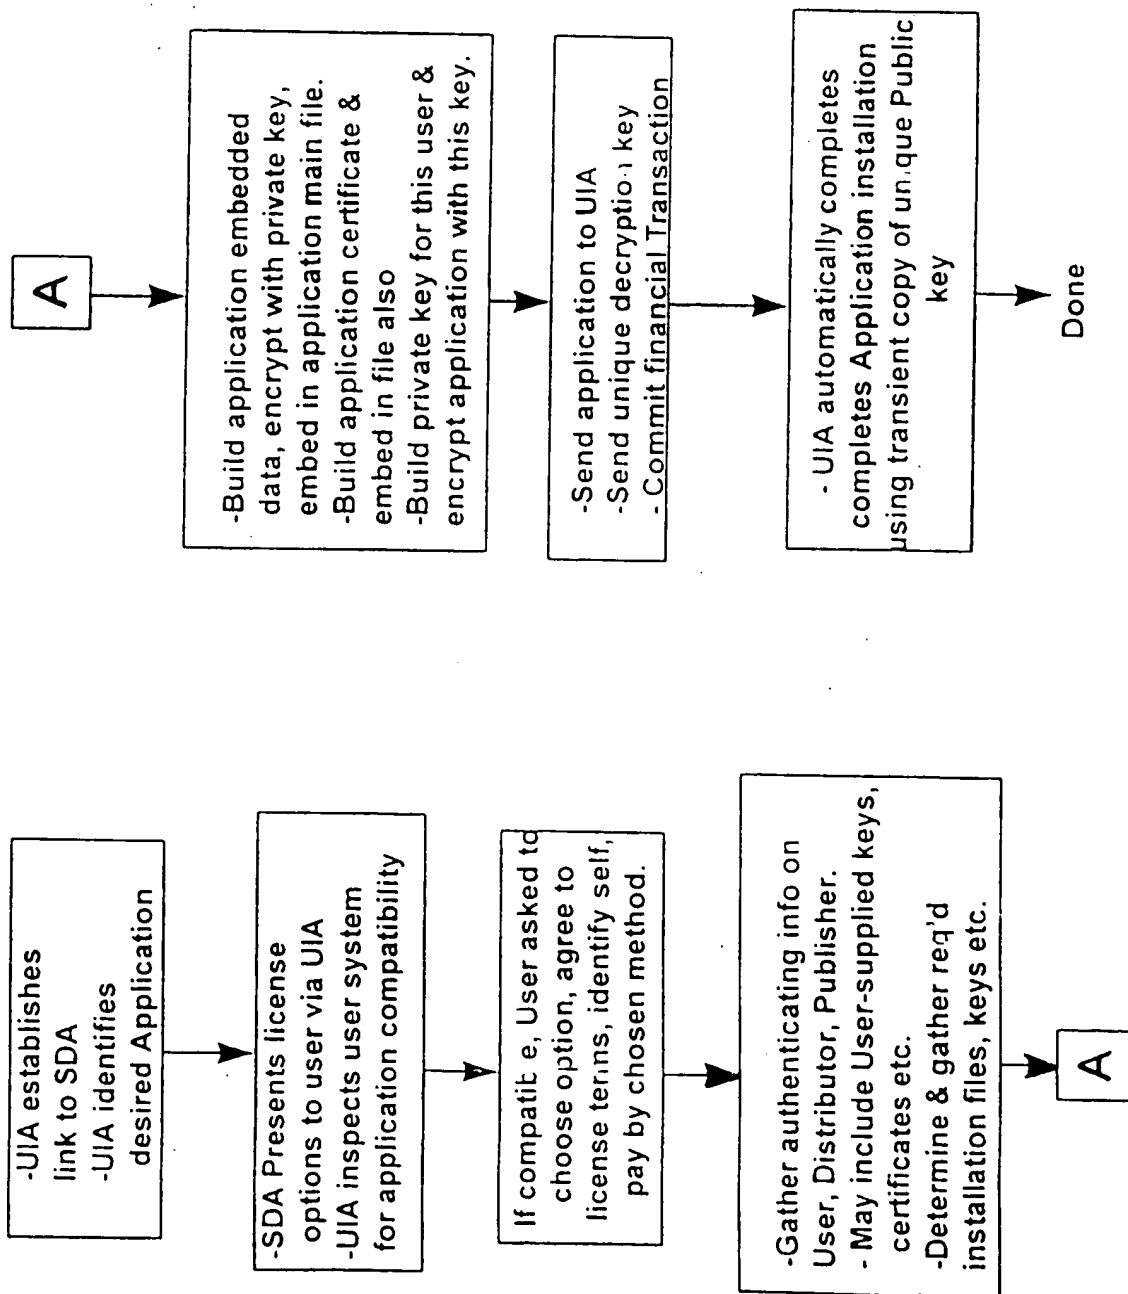 -UIA establishes
link to SDA
-UIA identifies
desired Application
-SDA Presents license
options to user via UIA
-UIA inspects user system
for application compatibility
If compatib e, User asked to
choose option, agree to
license terms, identify self,
pay by chosen method.
-Gather authenticating info on
User, Distributor, Publisher.
- May include User-supplied keys,
certificates etc.
-Determine & gather req'd
installation files, keys etc.
A
A
-Build application embedded
data, encrypt with private key,
embed in application main file.
-Build application certificate &
embed in file also
-Build private key for this user &
encrypt application with this key.
-Send application to UIA
-Send unique decryption key
- Commit financial Transaction
- UIA automatically completes
completes Application installation
using transient copy of unique Public
key
Done